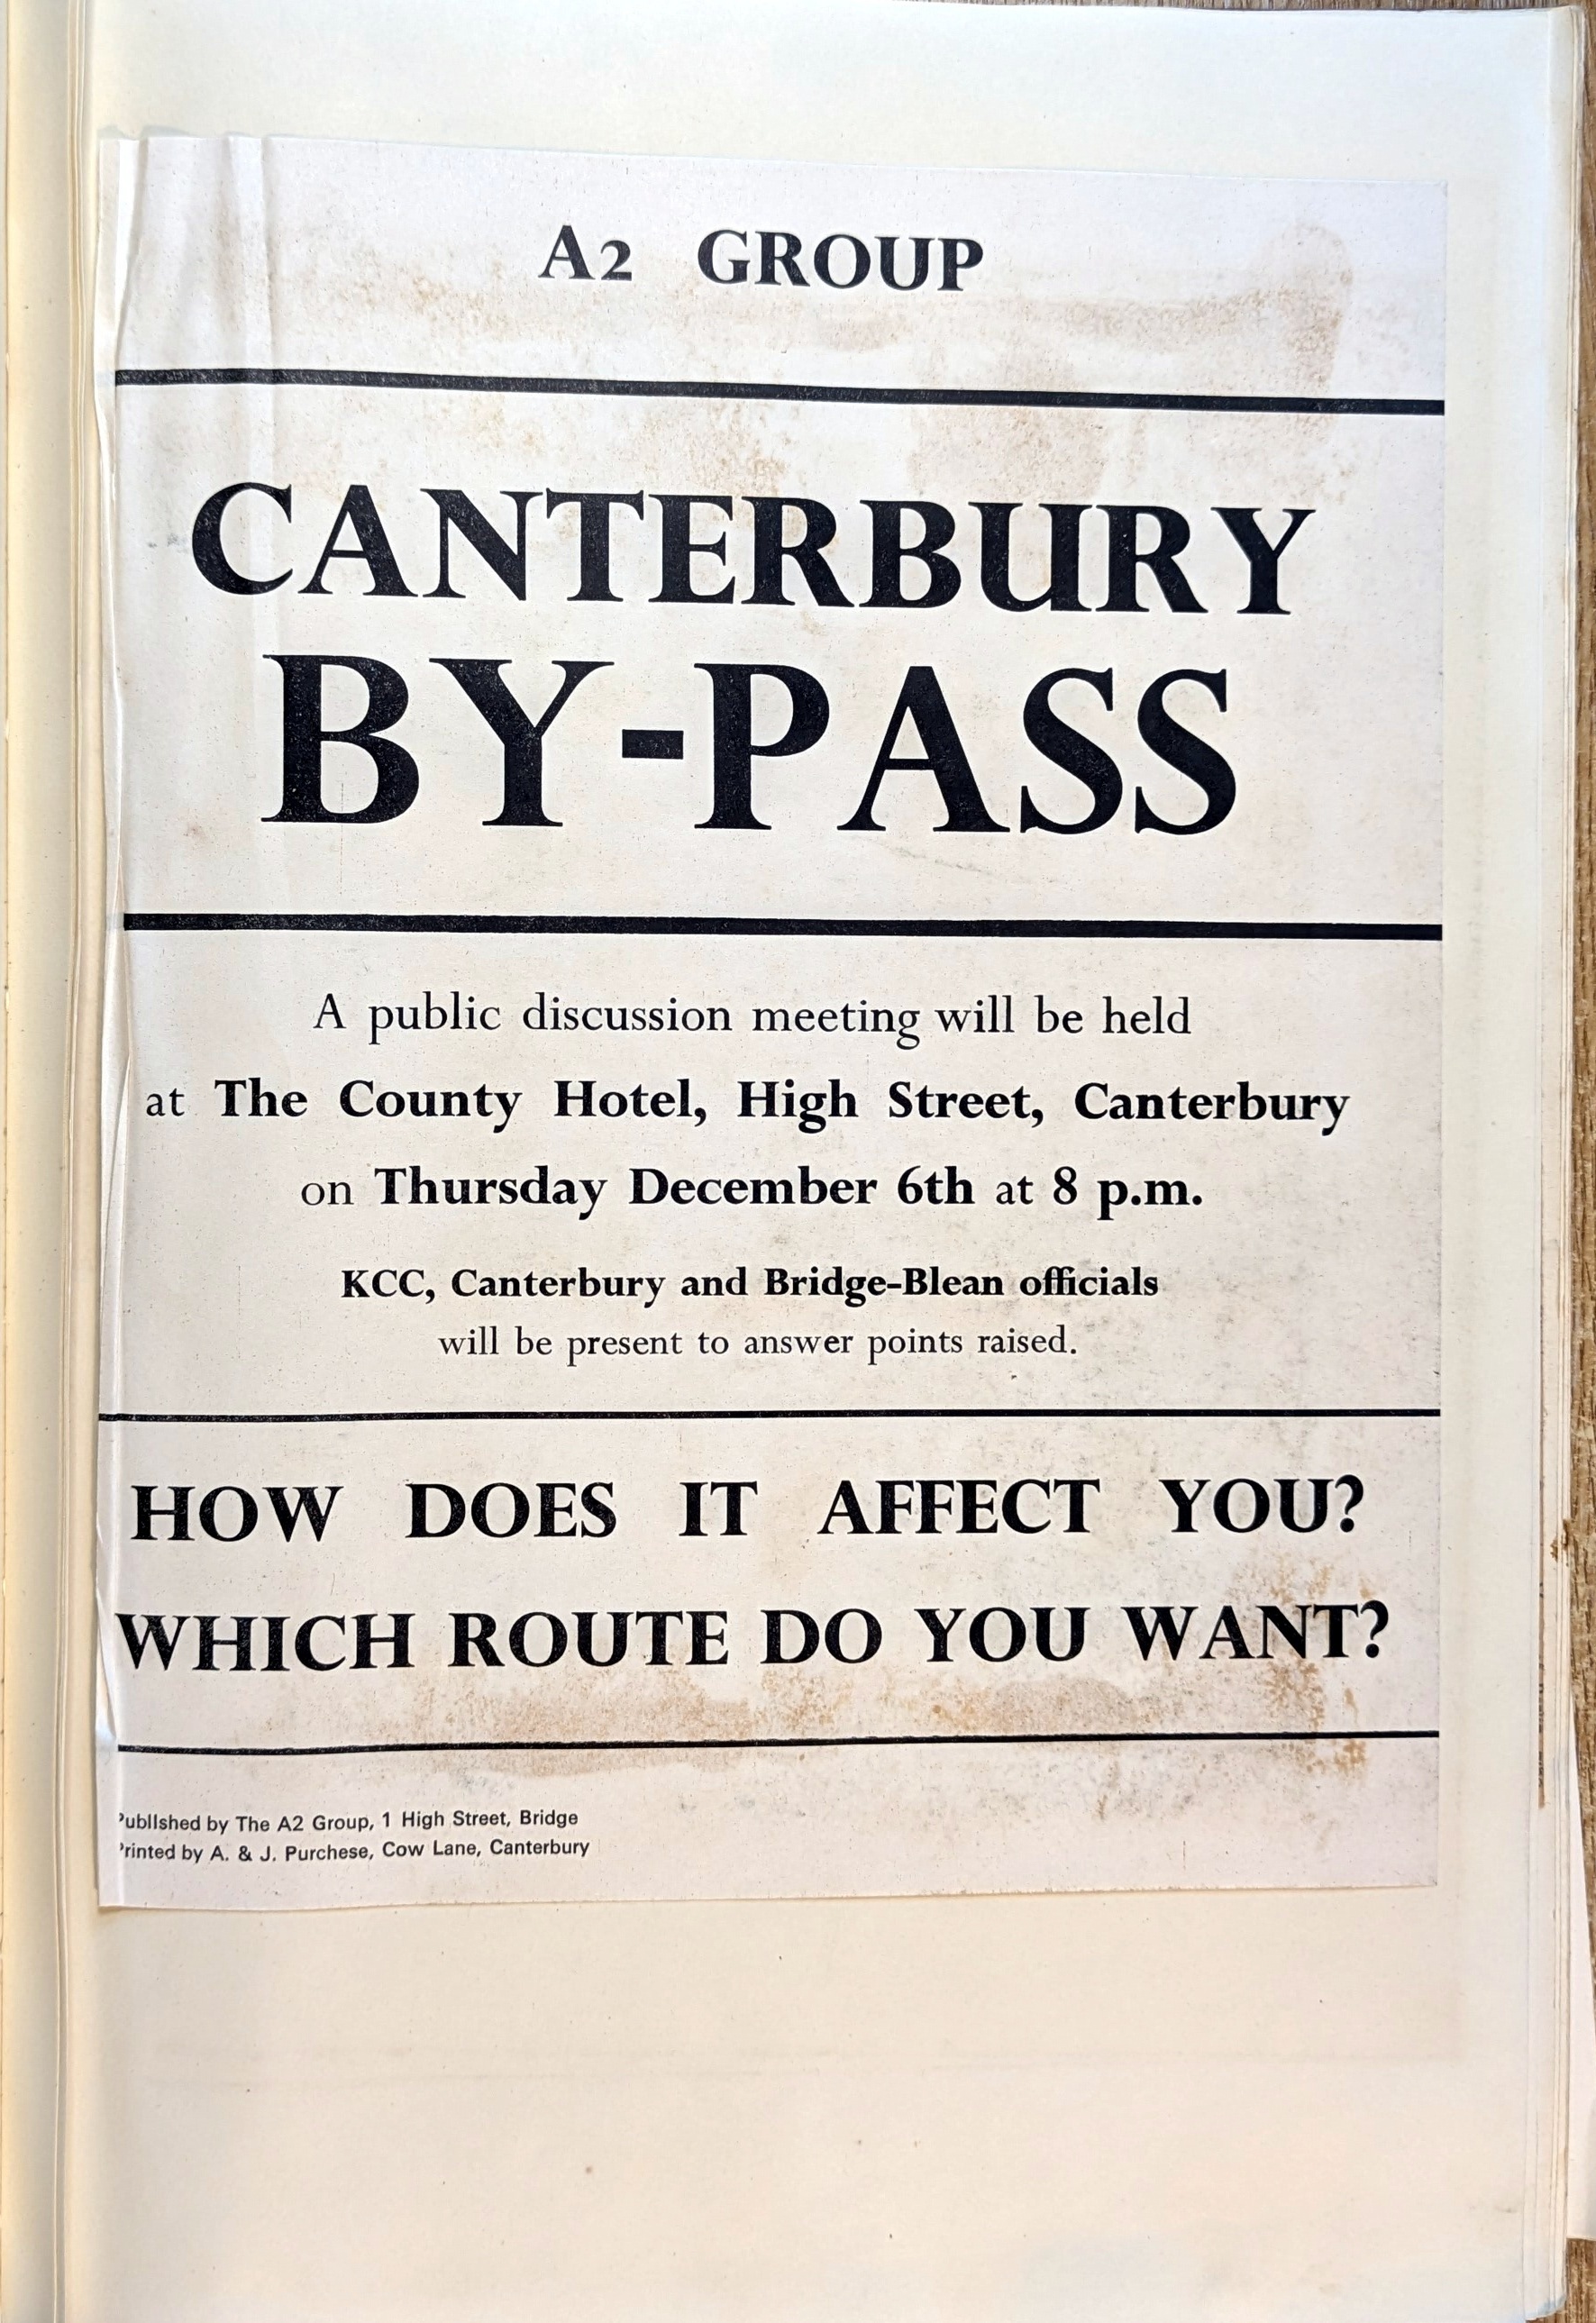 A2 GROUP
CANTERBURY
BY-PASS
A public discussion meeting will be held
at The County Hotel, High Street, Canterbury
on Thursday December 6th at 8 p.m.
KCC, Canterbury and Bridge-Blean officials
will be present to answer points raised.
HOW DOES IT AFFECT YOU?
WHICH ROUTE DO YOU WANT?
Published by The A2 Group, 1 High Street, Bridge
Printed by A. & J. Purchese, Cow Lane, Canterbury